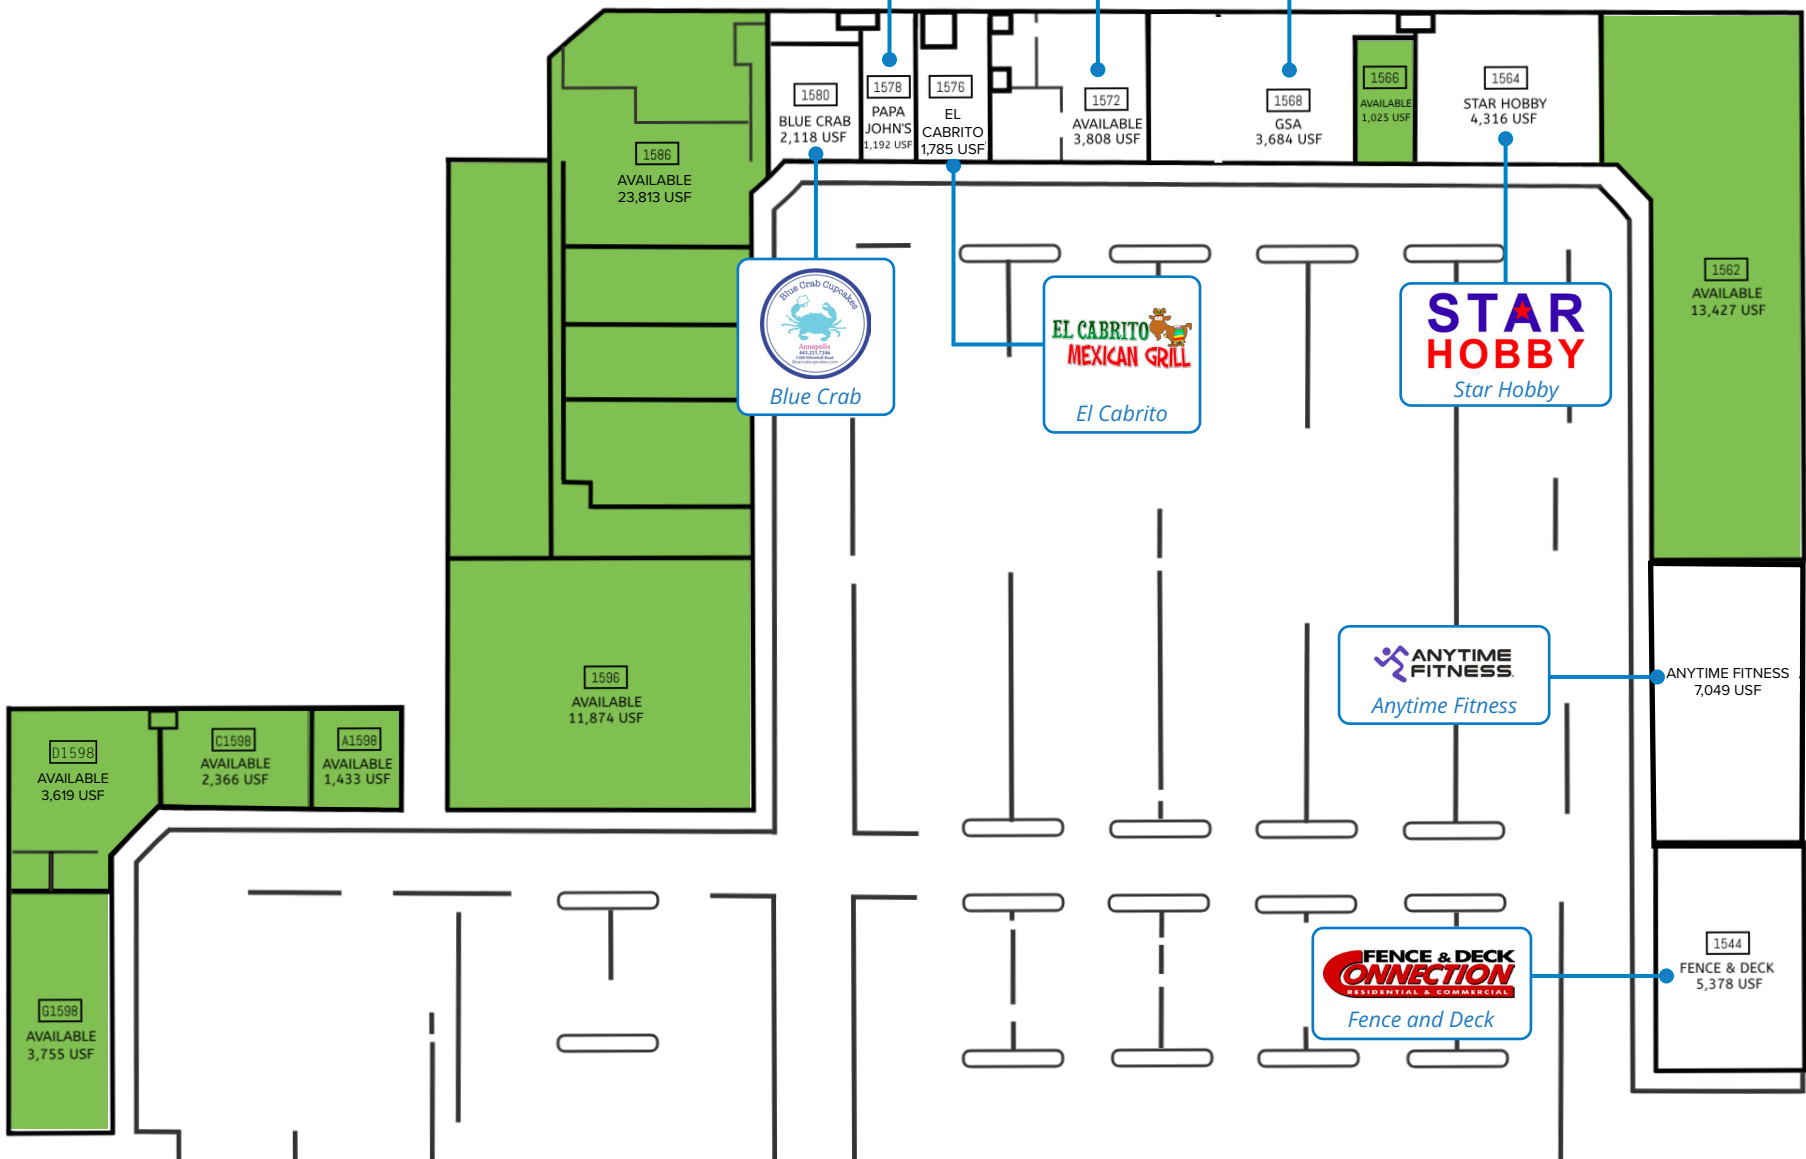 1580
BLUE CRAB
2,118 USF
1578
PAPA
JOHN'S
1,192 USF
1576
EL
CABRITO
1,785 USF
1572
AVAILABLE
3,808 USF
1568
GSA
3,684 USF
1566
AVAILABLE
1,025 USF
1564
STAR HOBBY
4,316 USF
1586
AVAILABLE
23,813 USF
1562
AVAILABLE
13,427 USF
Blue Crab Cupcakes
Annapolis
443.221.7246
Blue Crab
EL CABRITO
MEXICAN GRILL
El Cabrito
STAR
HOBBY
Star Hobby
ANYTIME
FITNESS
Anytime Fitness
ANYTIME FITNESS
7,049 USF
1596
AVAILABLE
11,874 USF
D1598
AVAILABLE
3,619 USF
C1598
AVAILABLE
2,366 USF
A1598
AVAILABLE
1,433 USF
G1598
AVAILABLE
3,755 USF
FENCE & DECK
CONNECTION
RESIDENTIAL & COMMERCIAL
Fence and Deck
1544
FENCE & DECK
5,378 USF